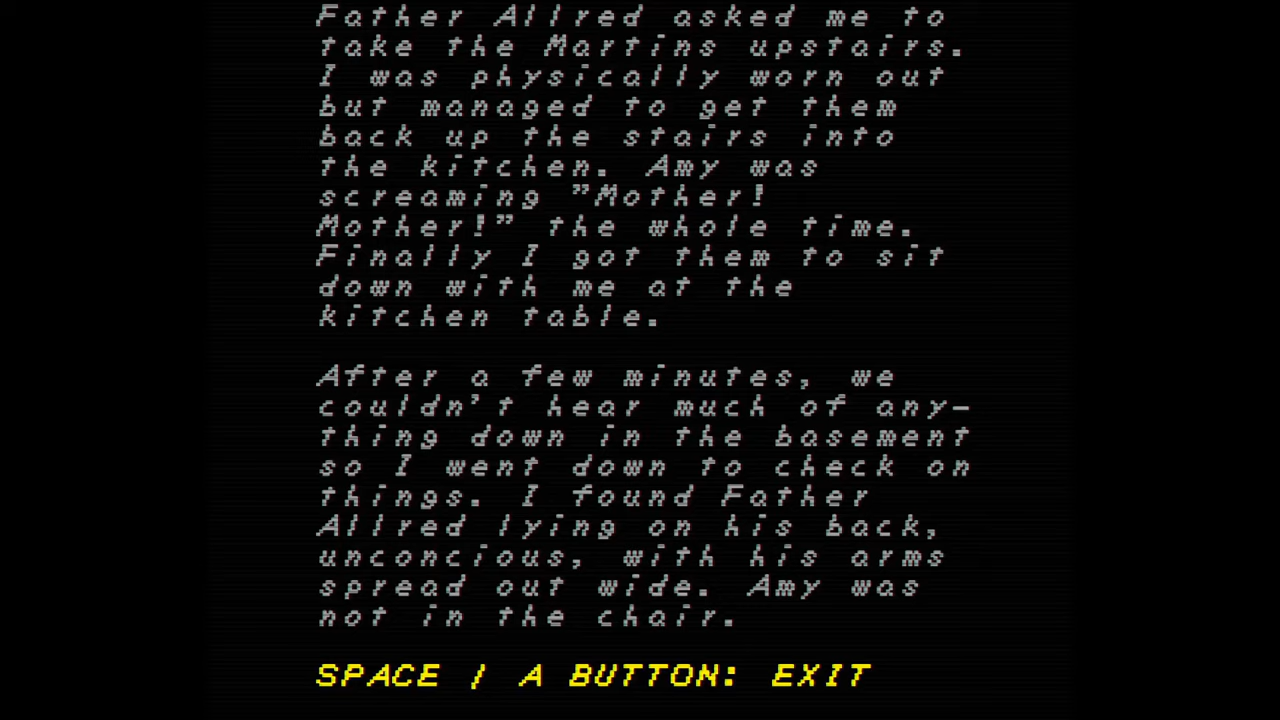 Father Allred asked me to
take the Martins upstairs.
I was physically worn out
but managed to get them
back up the stairs into
the kitchen. Amy was
screaming "Mother!
Mother!" the whole time.
Finally I got them to sit
down with me at the
kitchen table.
After a few minutes, we
couldn't hear much of any-
thing down in the basement
so I went down to check on
things. I found Father
Allred lying on his back,
unconcious, with his arms
spread out wide. Amy was
not in the chair.
SPACE / A BUTTON: EXIT